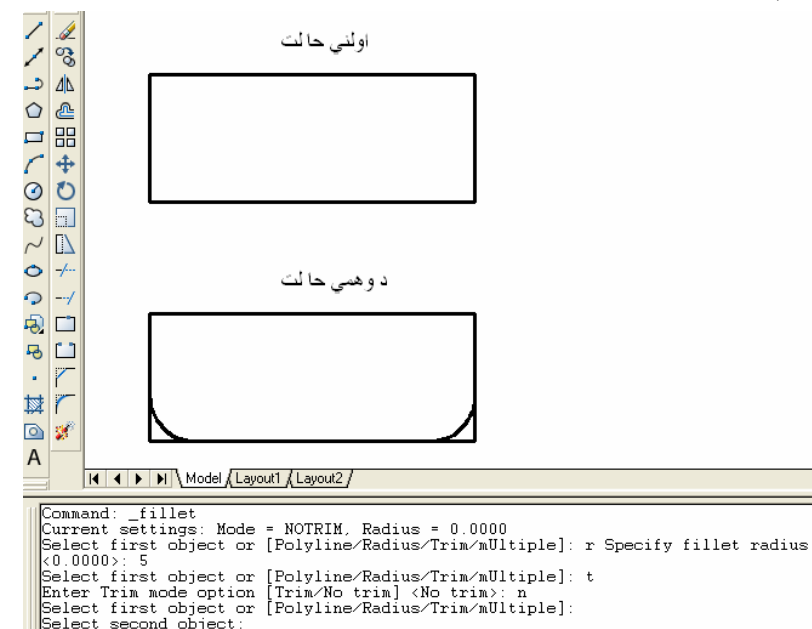 اولني حالت
دوهمي حالت
A
Model Layout1 Layout2
Command: _fillet
Current settings: Mode = NOTRIM, Radius = 0.0000
Select first object or [Polyline/Radius/Trim/mUltiple]: r Specify fillet radius
<0.0000>: 5
Select first object or [Polyline/Radius/Trim/mUltiple]: t
Enter Trim mode option [Trim/No trim] <No trim>: n
Select first object or [Polyline/Radius/Trim/mUltiple]:
Select second object: